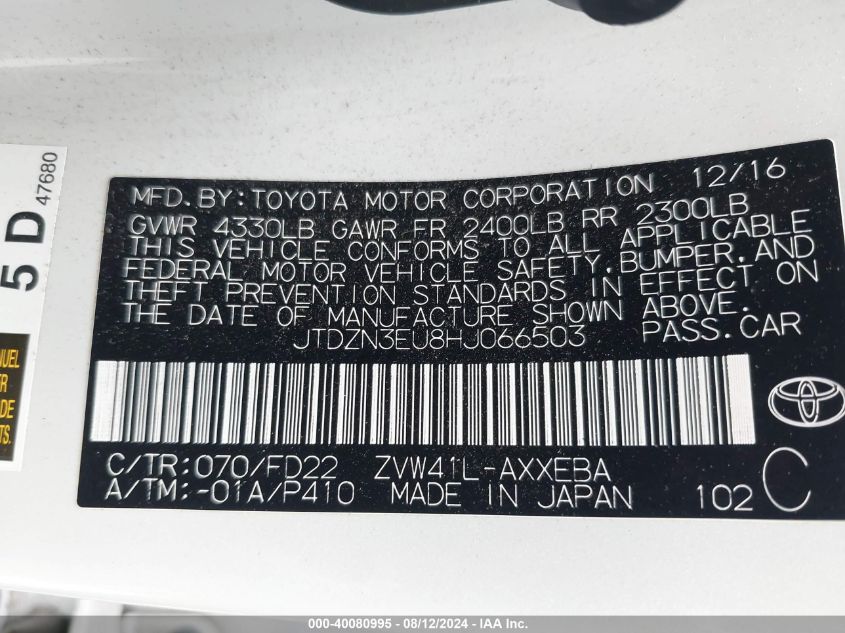 MFD. BY: TOYOTA MOTOR CORPORATION 12/16
GVWR 4330LB GAWR FR 2400LB RR 2300LB
THIS VEHICLE CONFORMS TO ALL APPLICABLE
FEDERAL MOTOR VEHICLE SAFETY, BUMPER, AND
THEFT PREVENTION STANDARDS IN EFFECT ON
THE DATE OF MANUFACTURE SHOWN ABOVE.
JTDZN3EU8HJ066503 PASS. CAR
C/TR: 070/FD22 ZVW41L-AXXEBA
A/TM: -01A/P410 MADE IN JAPAN 102 C
5 D
47680
000-40080995 - 08/12/2024 - IAA Inc.